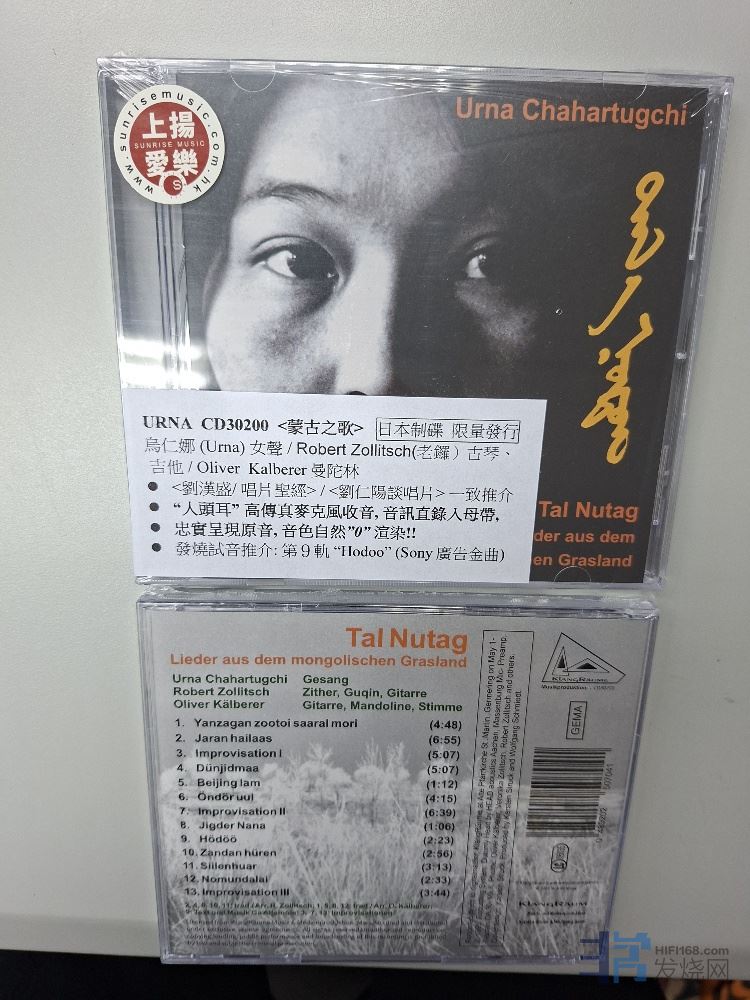 www.sunrisemusic.com.hk
上揚
SUNRISE MUSIC
愛樂
S
Urna Chahartugchi
URNA CD30200 <蒙古之歌> 日本制碟 限量發行
烏仁娜 (Urna) 女聲 / Robert Zollitsch(老鑼）古琴、
吉他 / Oliver Kalberer 曼陀林
● <劉漢盛/唱片聖經> / <劉仁陽談唱片> 一致推介
● “人頭耳” 高傳真麥克風收音, 音訊直錄入母帶,
● 忠實呈現原音, 音色自然"0" 渲染!!
● 發燒試音推介: 第9軌 “Hodoo” (Sony 廣告金曲)
Tal Nutag
der aus dem
en Grasland
Tal Nutag
Lieder aus dem mongolischen Grasland
Urna Chahartugchi Gesang
Robert Zollitsch Zither, Guqin, Gitarre
Oliver Kälberer Gitarre, Mandoline, Stimme
1. Yanzagan zootoi saaral mori (4:48)
2. Jaran hailaas (6:55)
3. Improvisation I (5:07)
4. Dünjidmaa (5:07)
5. Beijing lam (1:12)
6. Öndör uul (4:15)
7. Improvisation II (6:39)
8. Jigder Nana (1:06)
9. Hödöö (2:23)
10. Zandan hüren (2:56)
11. Siilenhuar (3:13)
12. Nomundalai (2:33)
13. Improvisation III (3:44)
KLANGRÄUME
Musikproduktion
GEMA
KLANGRAUM
HIFI168.com
发烧网